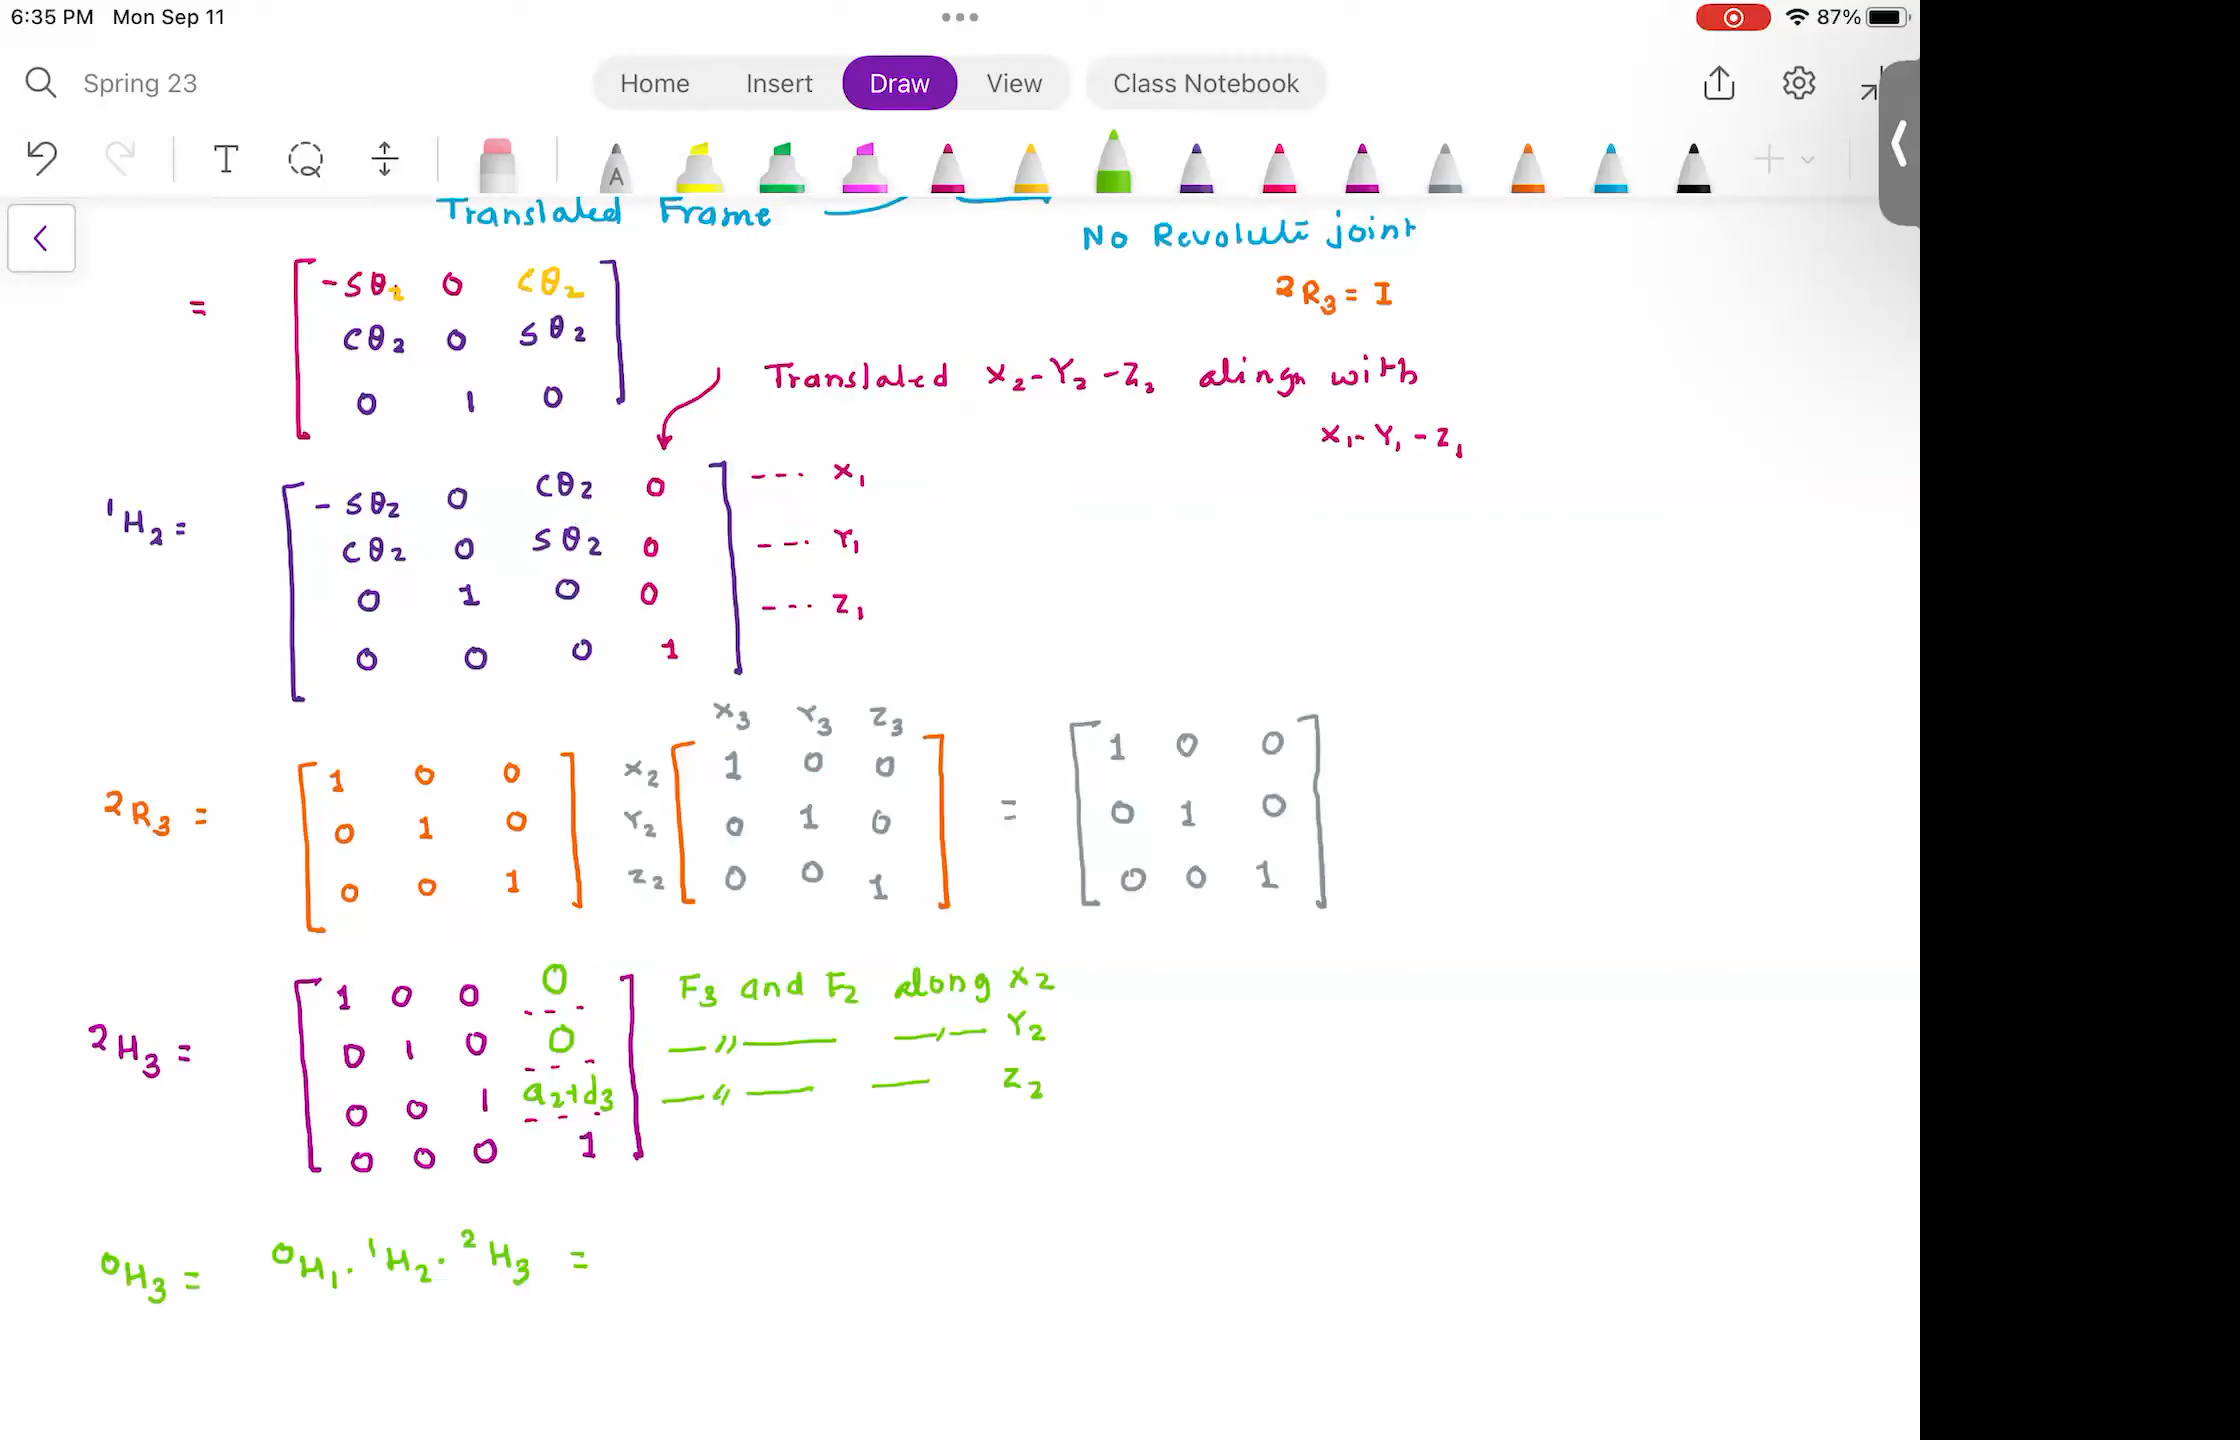 6:35 PM Mon Sep 11
87%
Spring 23
Home Insert Draw View Class Notebook
T
A
Translated Frame
No Revolute joint
= [ -Sθ2 0 Cθ2
Cθ2 0 Sθ2
0 1 0 ]
2R3 = I
Translated X2-Y2-Z2 alingn with
X1-Y1-Z1
1H2 = [ -Sθ2 0 Cθ2 0 ] --- X1
Cθ2 0 Sθ2 0 --- Y1
0 1 0 0 --- Z1
0 0 0 1
X3 Y3 Z3
2R3 = [ 1 0 0 ] X2 [ 1 0 0 ] = [ 1 0 0 ]
0 1 0 Y2 0 1 0 0 1 0
0 0 1 Z2 0 0 1 0 0 1
2H3 = [ 1 0 0 0 ] F3 and F2 along X2
0 1 0 0 —〃— — Y2
0 0 1 a2+d3 —〃— — Z2
0 0 0 1
0H3 = 0H1 . 1H2 . 2H3 =